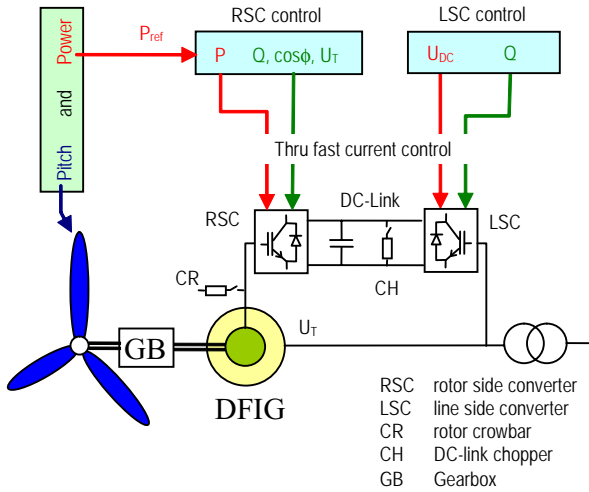 RSC control
LSC control
Pitch and Power
Pref
P Q, cosϕ, UT
UDC Q
Thru fast current control
DC-Link
RSC
LSC
CR
CH
UT
GB
DFIG
RSC rotor side converter
LSC line side converter
CR rotor crowbar
CH DC-link chopper
GB Gearbox